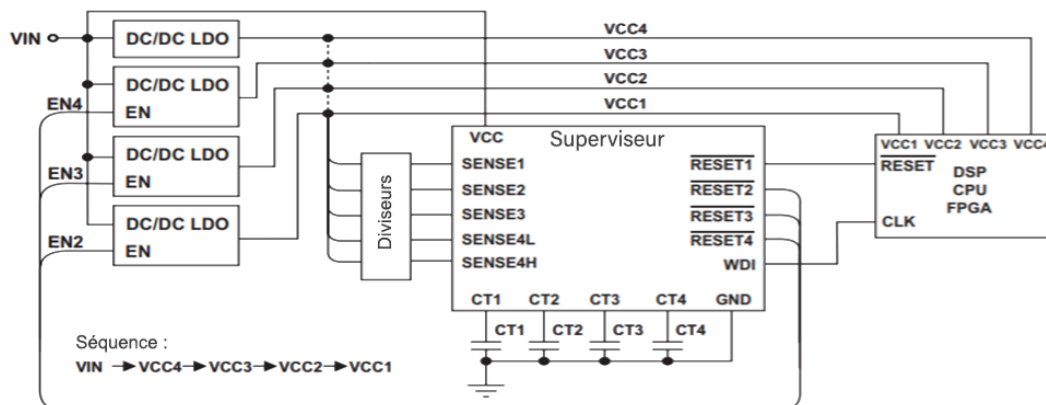 VIN
DC/DC LDO
VCC4
VCC3
DC/DC LDO
EN4
EN
VCC2
VCC1
DC/DC LDO
EN3
EN
DC/DC LDO
EN2
EN
VCC
Superviseur
SENSE1
SENSE2
SENSE3
SENSE4L
SENSE4H
Diviseurs
RESET1
RESET2
RESET3
RESET4
WDI
CT1 CT2 CT3 CT4 GND
CT1 CT2 CT3 CT4
VCC1 VCC2 VCC3 VCC4
RESET
DSP
CPU
FPGA
CLK
Séquence :
VIN → VCC4 → VCC3 → VCC2 → VCC1